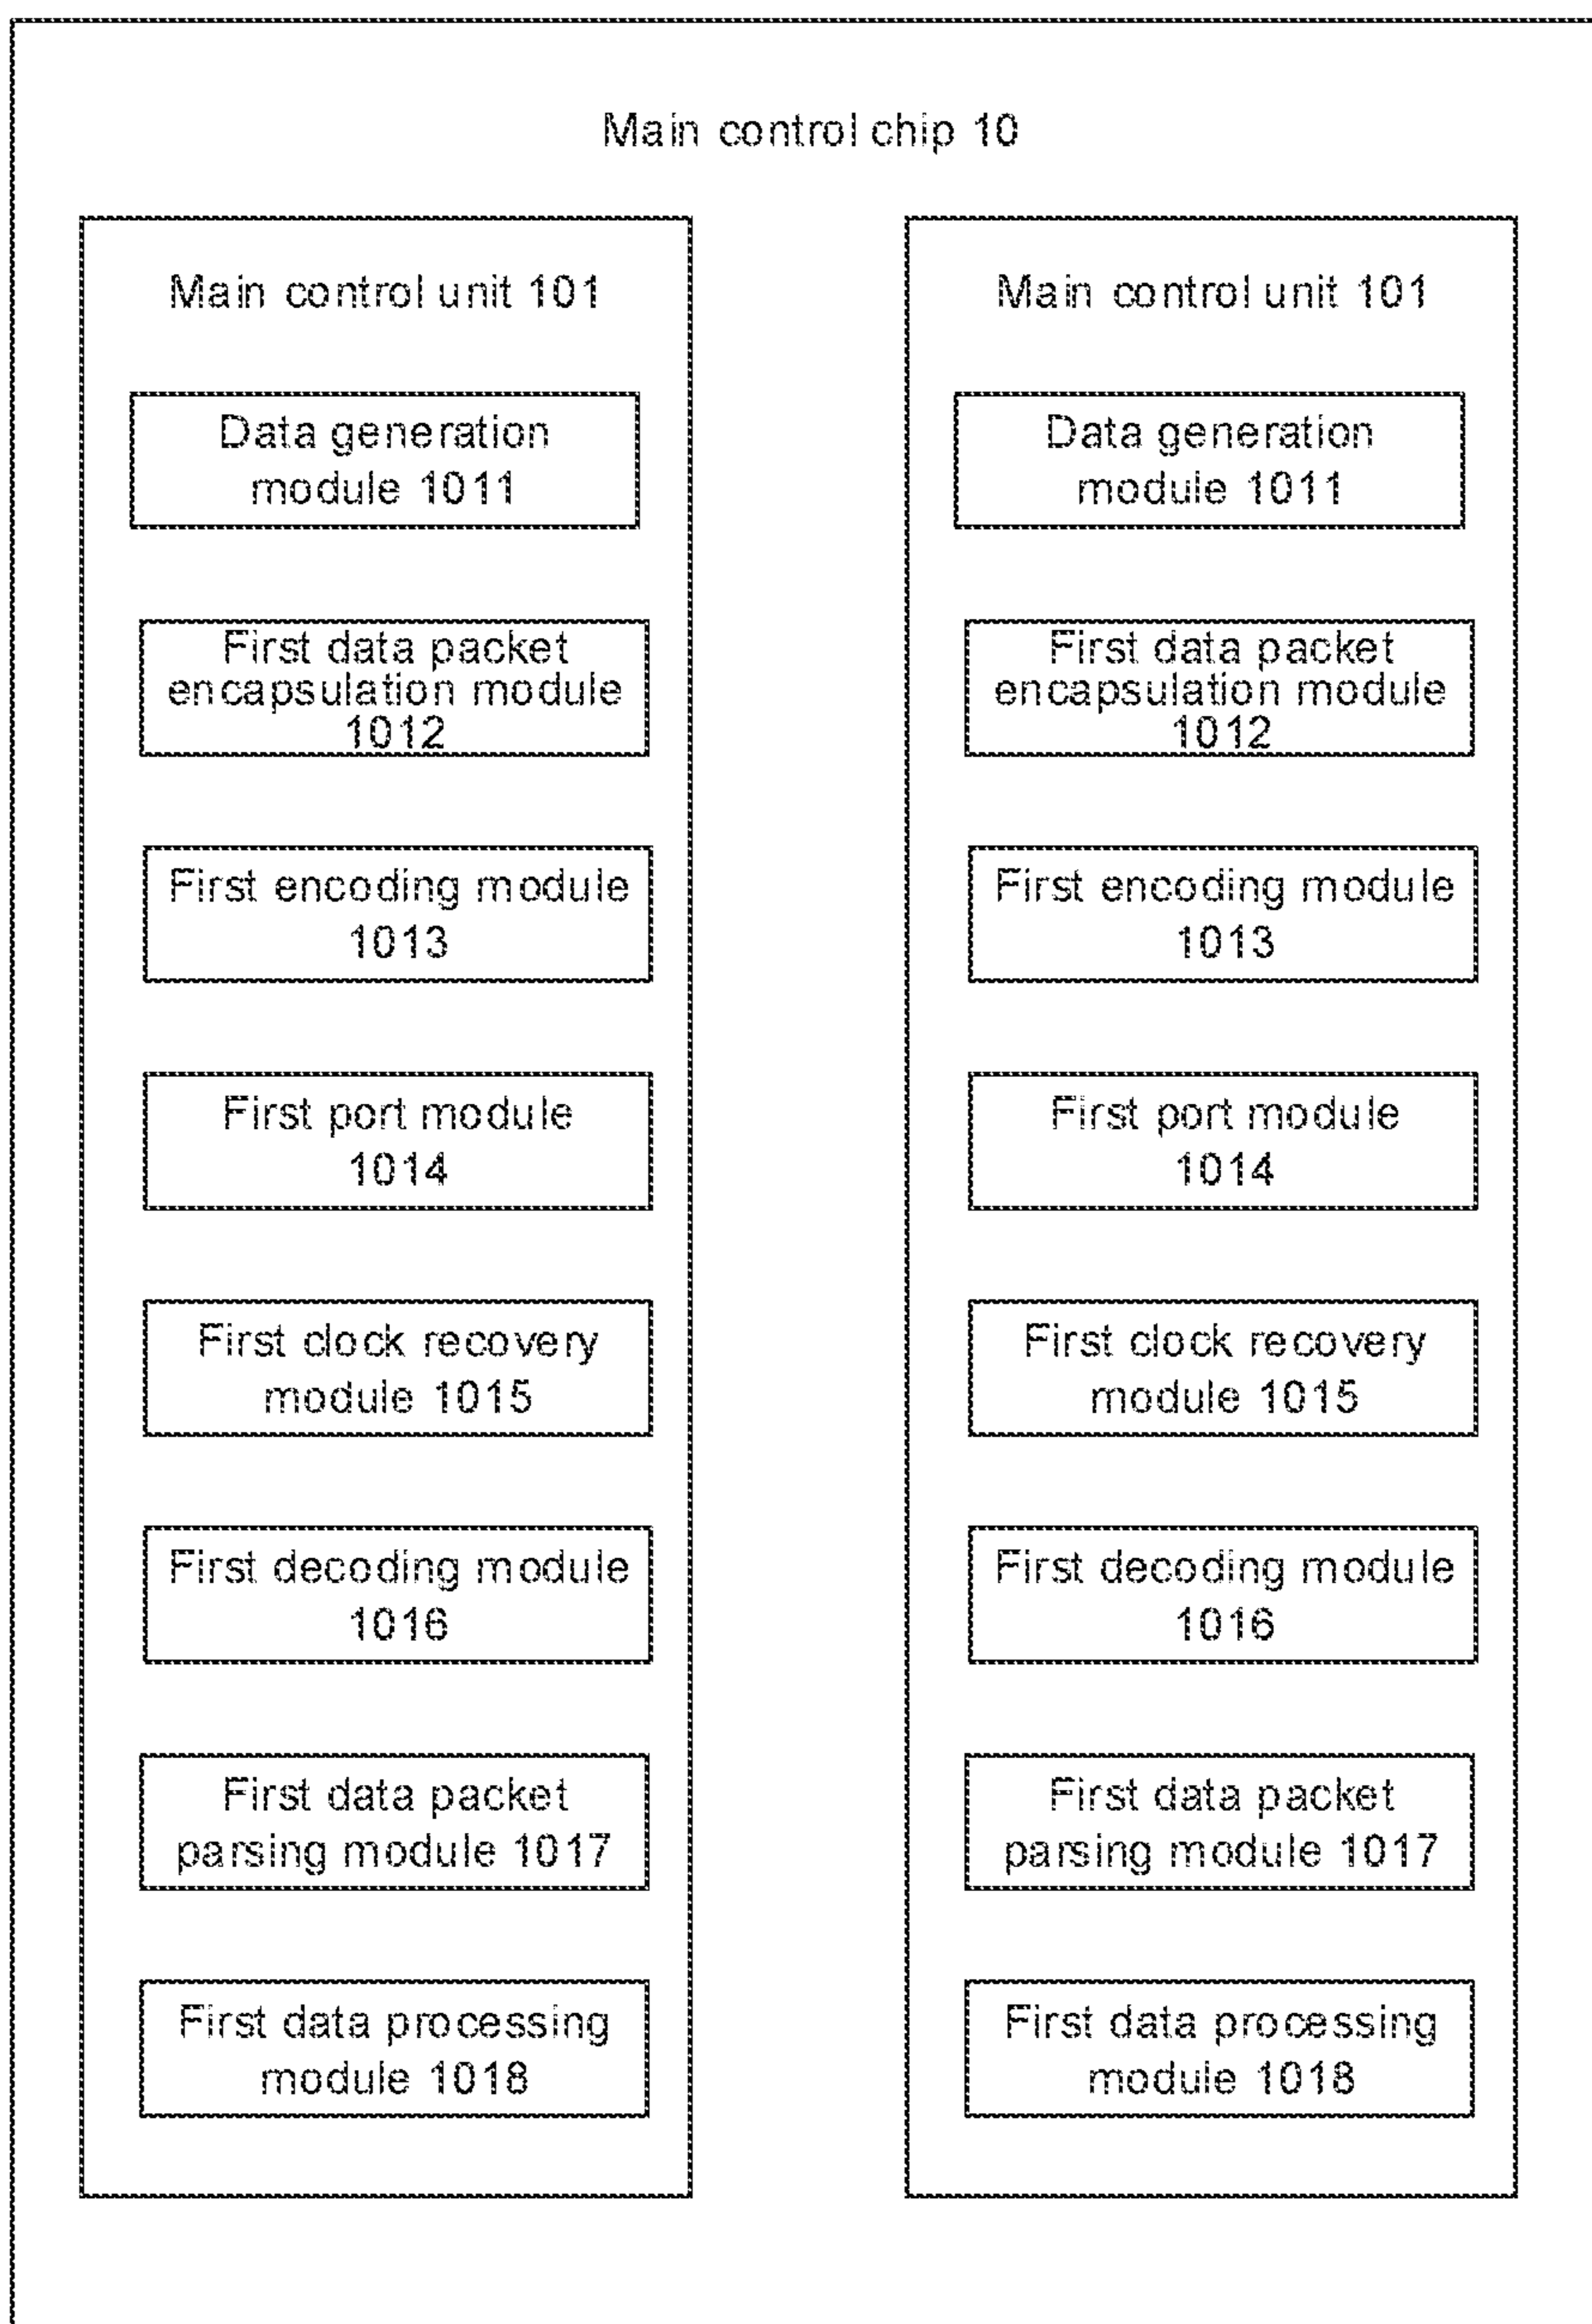 Main control chip 10
Main control unit 101
Data generation
module 1011
First data packet
encapsulation module
1012
First encoding module
1013
First port module
1014
First clock recovery
module 1015
First decoding module
1016
First data packet
parsing module 1017
First data processing
module 1018
Main control unit 101
Data generation
module 1011
First data packet
encapsulation module
1012
First encoding module
1013
First port module
1014
First clock recovery
module 1015
First decoding module
1016
First data packet
parsing module 1017
First data processing
module 1018